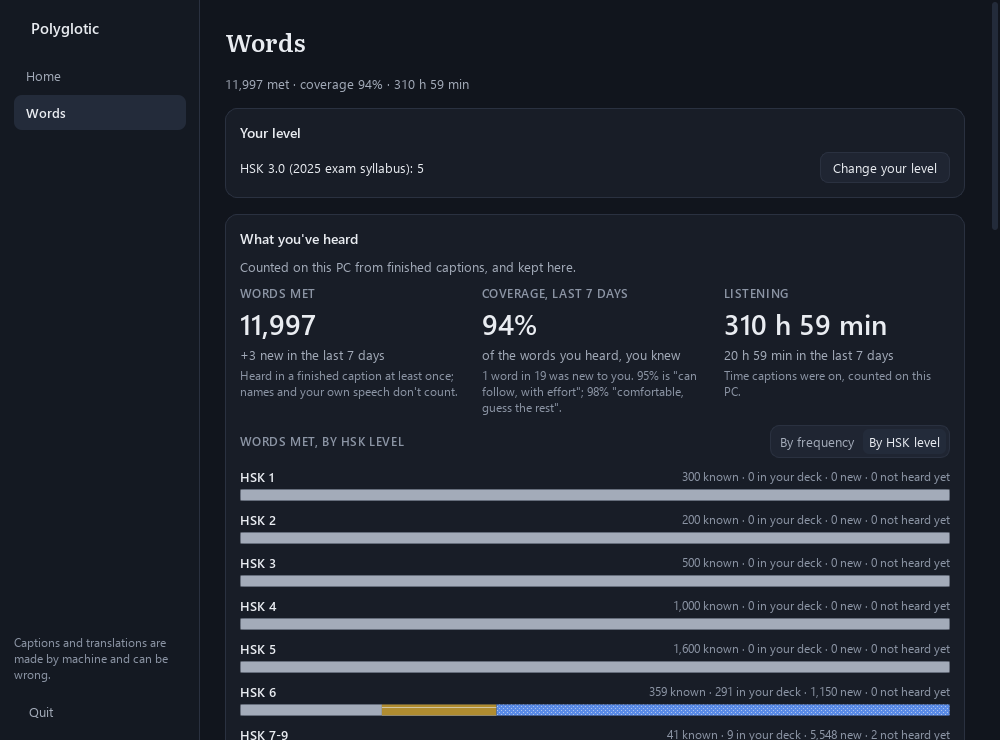 Polyglotic
Home
Words
Captions and translations are
made by machine and can be
wrong.
Quit
Words
11,997 met · coverage 94% · 310 h 59 min
Your level
HSK 3.0 (2025 exam syllabus): 5
Change your level
What you've heard
Counted on this PC from finished captions, and kept here.
WORDS MET
11,997
+3 new in the last 7 days
Heard in a finished caption at least once;
names and your own speech don't count.
COVERAGE, LAST 7 DAYS
94%
of the words you heard, you knew
1 word in 19 was new to you. 95% is "can
follow, with effort"; 98% "comfortable,
guess the rest".
LISTENING
310 h 59 min
20 h 59 min in the last 7 days
Time captions were on, counted on this
PC.
WORDS MET, BY HSK LEVEL
By frequency
By HSK level
HSK 1
300 known · 0 in your deck · 0 new · 0 not heard yet
HSK 2
200 known · 0 in your deck · 0 new · 0 not heard yet
HSK 3
500 known · 0 in your deck · 0 new · 0 not heard yet
HSK 4
1,000 known · 0 in your deck · 0 new · 0 not heard yet
HSK 5
1,600 known · 0 in your deck · 0 new · 0 not heard yet
HSK 6
359 known · 291 in your deck · 1,150 new · 0 not heard yet
HSK 7-9
41 known · 9 in your deck · 5,548 new · 2 not heard yet